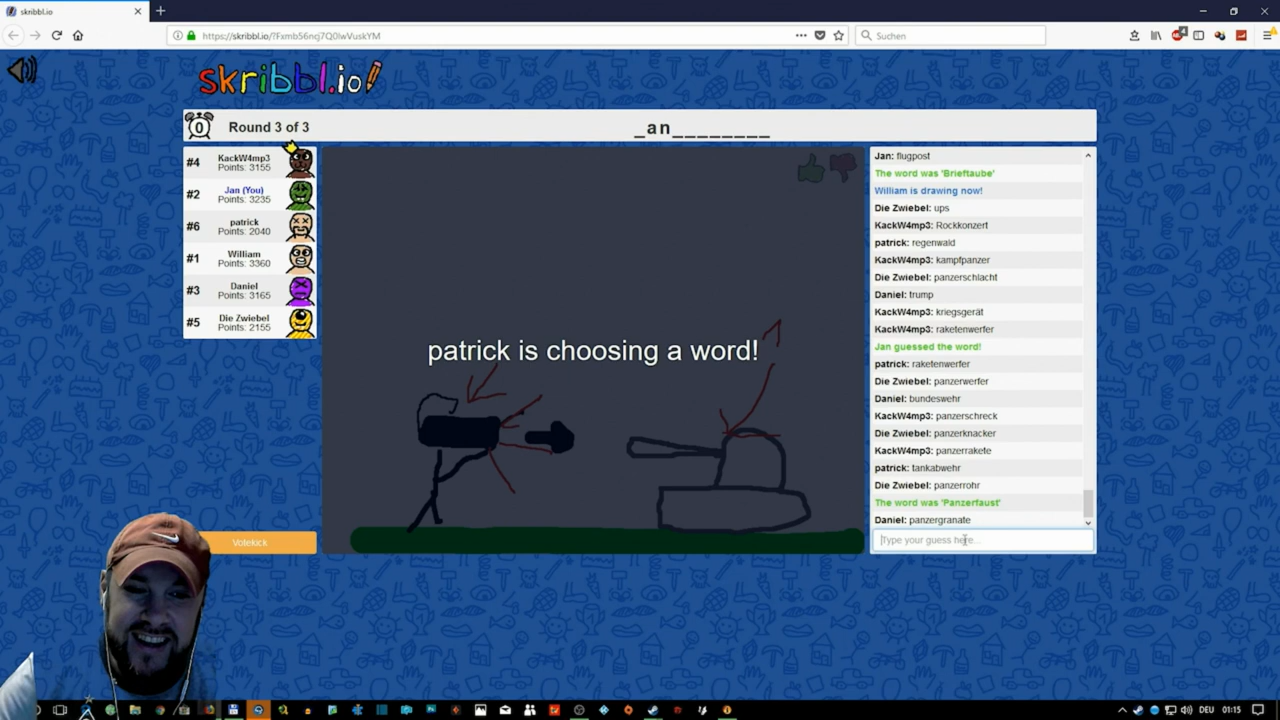 skribbl.io
https://skribbl.io/?Fxmb56ncj7Q0lwVuskYM
Suchen
skribbl.io
0
Round 3 of 3
_an________
#4
KackW4mp3
Points: 3155
#2
Jan (You)
Points: 3235
#6
patrick
Points: 2040
#1
William
Points: 3360
#3
Daniel
Points: 3165
#5
Die Zwiebel
Points: 2155
Votekick
patrick is choosing a word!
Jan: flugpost
The word was 'Brieftaube'
William is drawing now!
Die Zwiebel: ups
KackW4mp3: Rockkonzert
patrick: regenwald
KackW4mp3: kampfpanzer
Die Zwiebel: panzerschlacht
Daniel: trump
KackW4mp3: kriegsgerät
KackW4mp3: raketenwerfer
Jan guessed the word!
patrick: raketenwerfer
Die Zwiebel: panzerwerfer
Daniel: bundeswehr
KackW4mp3: panzerschreck
Die Zwiebel: panzerknacker
KackW4mp3: panzerrakete
patrick: tankabwehr
Die Zwiebel: panzerrohr
The word was 'Panzerfaust'
Daniel: panzergranate
Type your guess here...
DEU
01:15